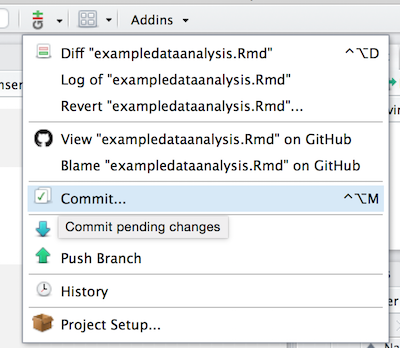 Addins
Diff "exampledataanalysis.Rmd" ^⌥D
Log of "exampledataanalysis.Rmd"
Revert "exampledataanalysis.Rmd"...
View "exampledataanalysis.Rmd" on GitHub
Blame "exampledataanalysis.Rmd" on GitHub
Commit... ^⌥M
Commit pending changes
Push Branch
History
Project Setup...